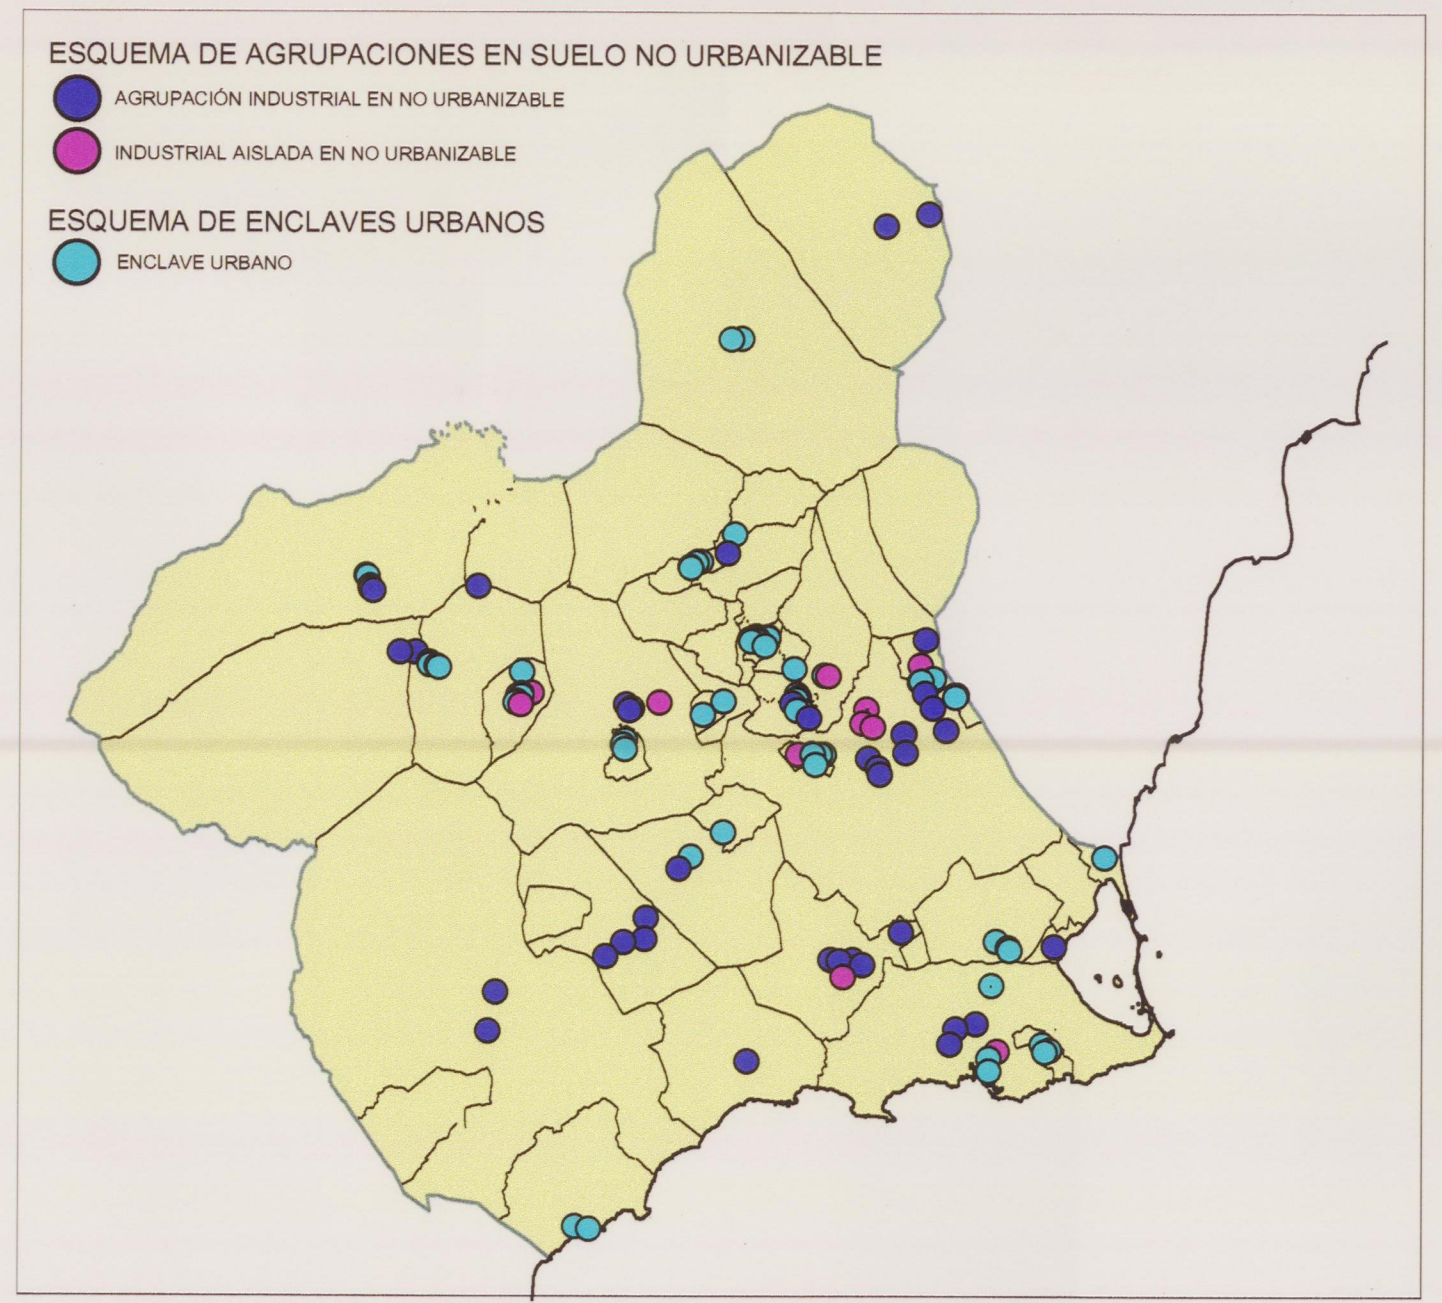 ESQUEMA DE AGRUPACIONES EN SUELO NO URBANIZABLE
AGRUPACIÓN INDUSTRIAL EN NO URBANIZABLE
INDUSTRIAL AISLADA EN NO URBANIZABLE
ESQUEMA DE ENCLAVES URBANOS
ENCLAVE URBANO